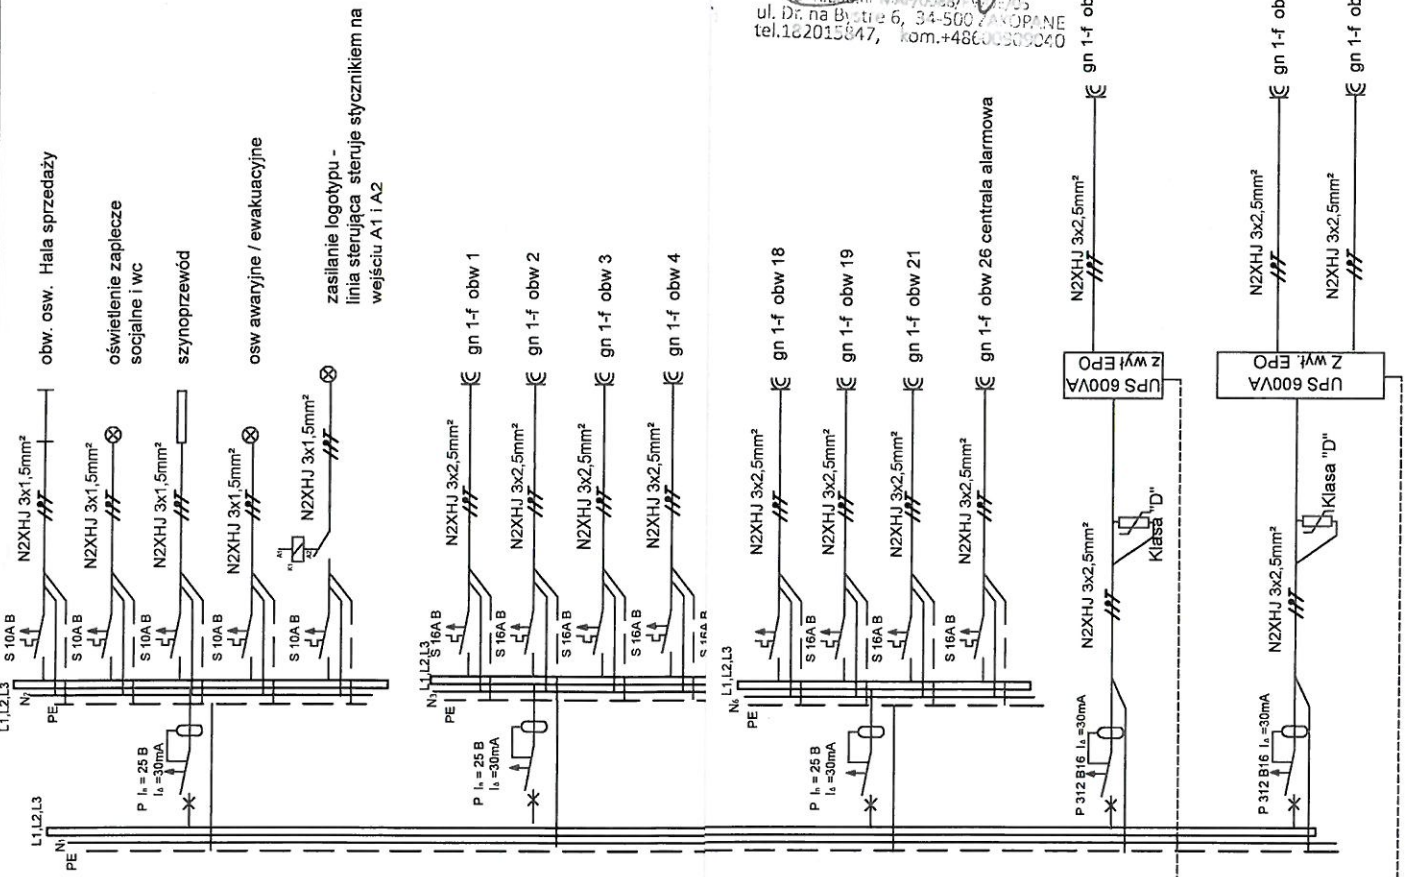 ul. Dr. na Bystre 6, 34-500 ZAKOPANE
tel.182015847, kom.+48600909040
obw. osw. Hala sprzedaży
oświetlenie zaplecze
socjalne i wc
szynoprzewód
osw awaryjne / ewakuacyjne
zasilanie logotypu -
linia sterująca steruje stycznikiem na
wejściu A1 i A2
gn 1-f obw 1
gn 1-f obw 2
gn 1-f obw 3
gn 1-f obw 4
gn 1-f obw 18
gn 1-f obw 19
gn 1-f obw 21
gn 1-f obw 26 centrala alarmowa
gn 1-f ob
gn 1-f ob
gn 1-f ob
N2XHJ 3x1,5mm²
N2XHJ 3x1,5mm²
N2XHJ 3x1,5mm²
N2XHJ 3x1,5mm²
N2XHJ 3x1,5mm²
N2XHJ 3x2,5mm²
N2XHJ 3x2,5mm²
N2XHJ 3x2,5mm²
N2XHJ 3x2,5mm²
N2XHJ 3x2,5mm²
N2XHJ 3x2,5mm²
N2XHJ 3x2,5mm²
N2XHJ 3x2,5mm²
N2XHJ 3x2,5mm²
N2XHJ 3x2,5mm²
N2XHJ 3x2,5mm²
UPS 600VA
z wył EPO
UPS 600VA
Z wył. EPO
K1
A1
A2
N2XHJ 3x2,5mm²
Klasa "D"
N2XHJ 3x2,5mm²
Klasa "D"
S 10A B
S 10A B
S 10A B
S 10A B
S 10A B
S 16A B
S 16A B
S 16A B
S 16A B
S 16A B
S 16A B
S 16A B
S 16A B
L1,L2,L3
N₂
PE
L1,L2,L3
N₃
PE
L1,L2,L3
N₆
PE
P Iₙ = 25 B
I∆ =30mA
P Iₙ = 25 B
I∆ =30mA
P Iₙ = 25 B
I∆ =30mA
P 312 B16 I∆ =30mA
P 312 B16 I∆ =30mA
L1,L2,L3
N₁
PE